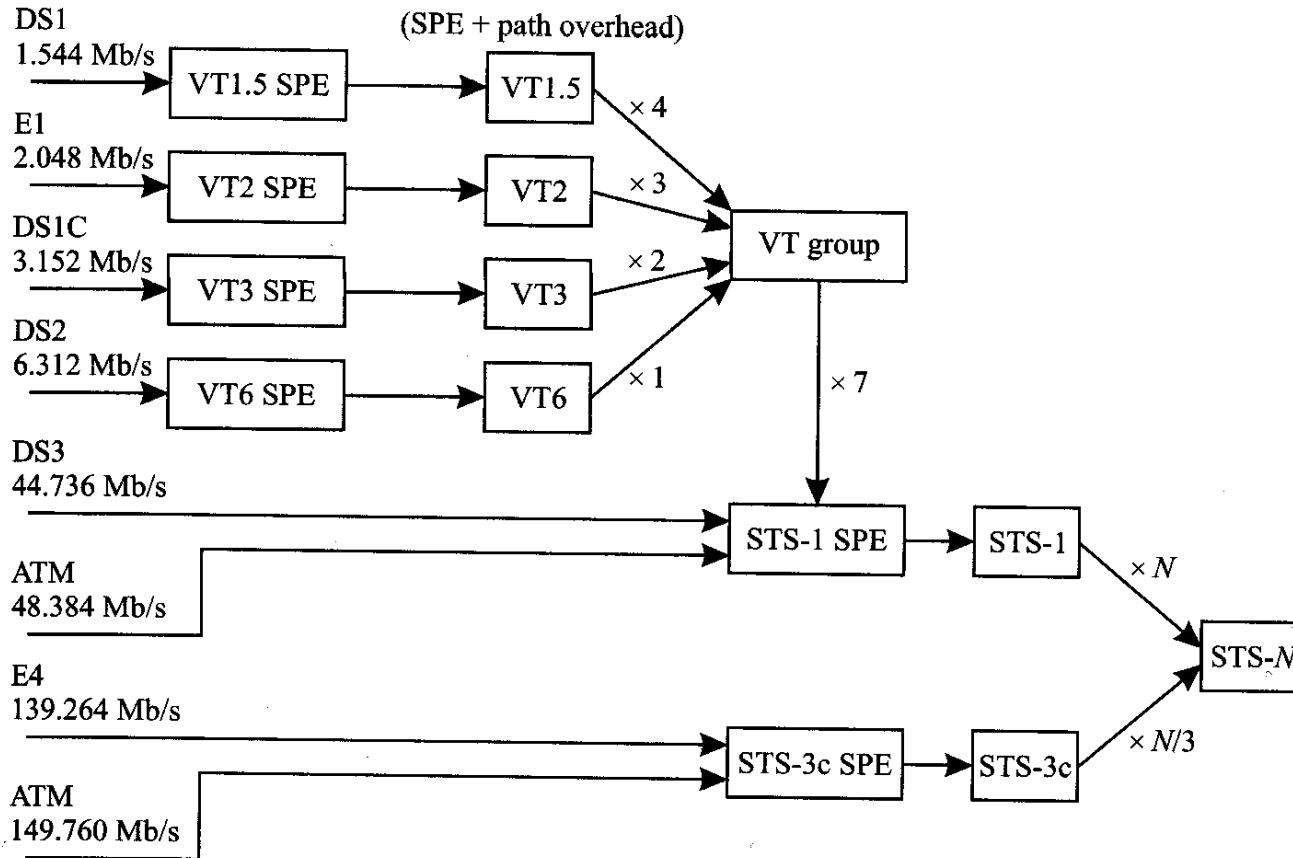 DS1
1.544 Mb/s
(SPE + path overhead)
VT1.5 SPE
VT1.5
× 4
E1
2.048 Mb/s
VT2 SPE
VT2
× 3
VT group
DS1C
3.152 Mb/s
VT3 SPE
VT3
× 2
DS2
6.312 Mb/s
VT6 SPE
VT6
× 1
× 7
DS3
44.736 Mb/s
STS-1 SPE
STS-1
× N
ATM
48.384 Mb/s
STS-N
E4
139.264 Mb/s
STS-3c SPE
STS-3c
× N/3
ATM
149.760 Mb/s